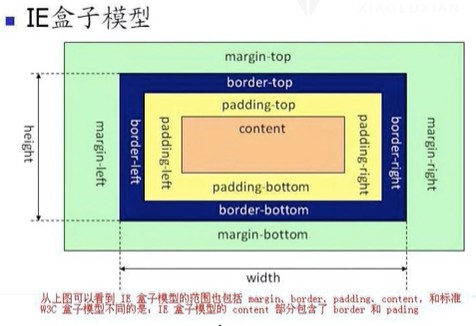 IE盒子模型
XIAOLUXIAN
margin-top
border-top
padding-top
content
height
margin-left
border-left
padding-left
padding-right
border-right
margin-right
padding-bottom
border-bottom
margin-bottom
width
从上图可以看到 IE 盒子模型的范围也包括 margin、border、padding、content，和标准
W3C 盒子模型不同的是：IE 盒子模型的 content 部分包含了 border 和 pading